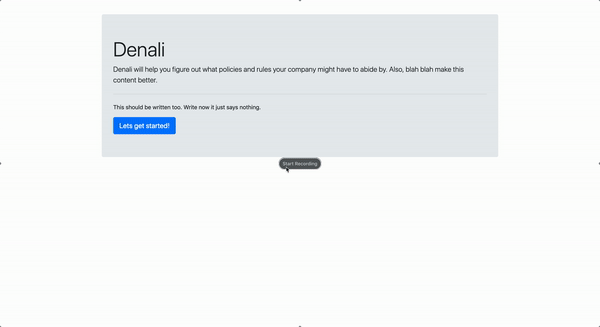 Denali
Denali will help you figure out what policies and rules your company might have to abide by. Also, blah blah make this
content better.
This should be written too. Write now it just says nothing.
Lets get started!
Start Recording